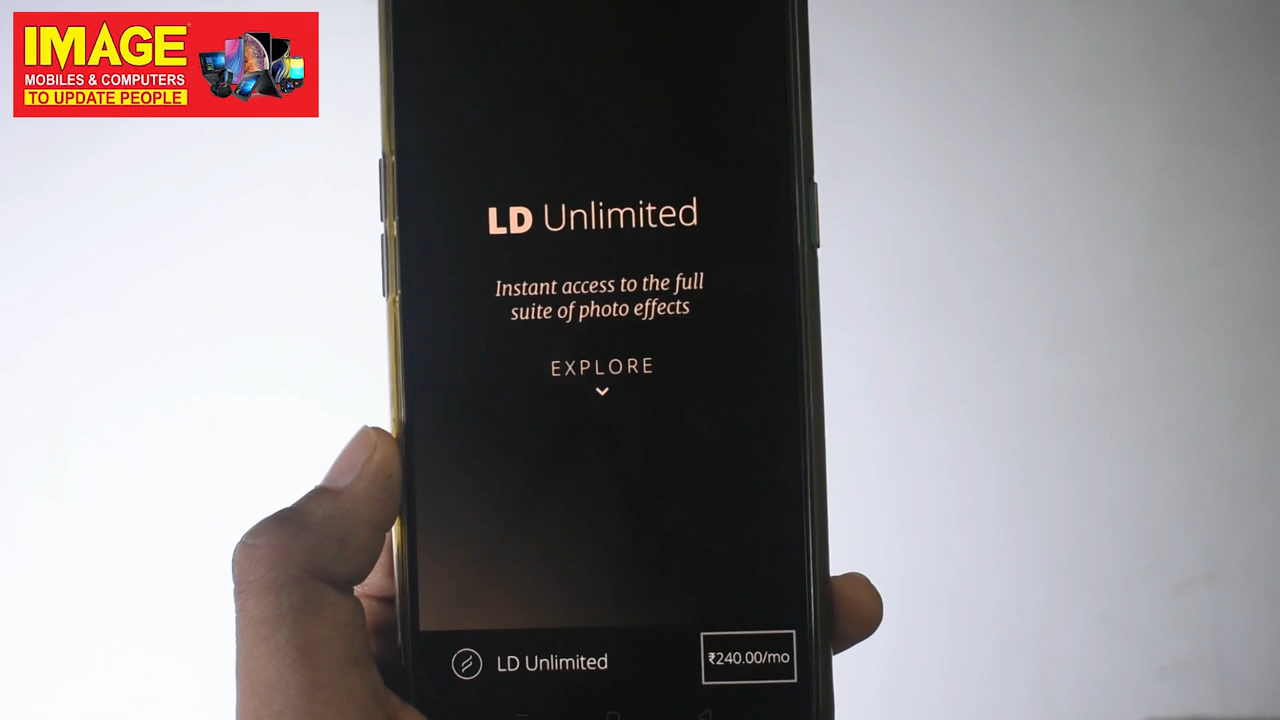 IMAGE
MOBILES & COMPUTERS
TO UPDATE PEOPLE
LD Unlimited
Instant access to the full
suite of photo effects
EXPLORE
LD Unlimited
₹240.00/mo